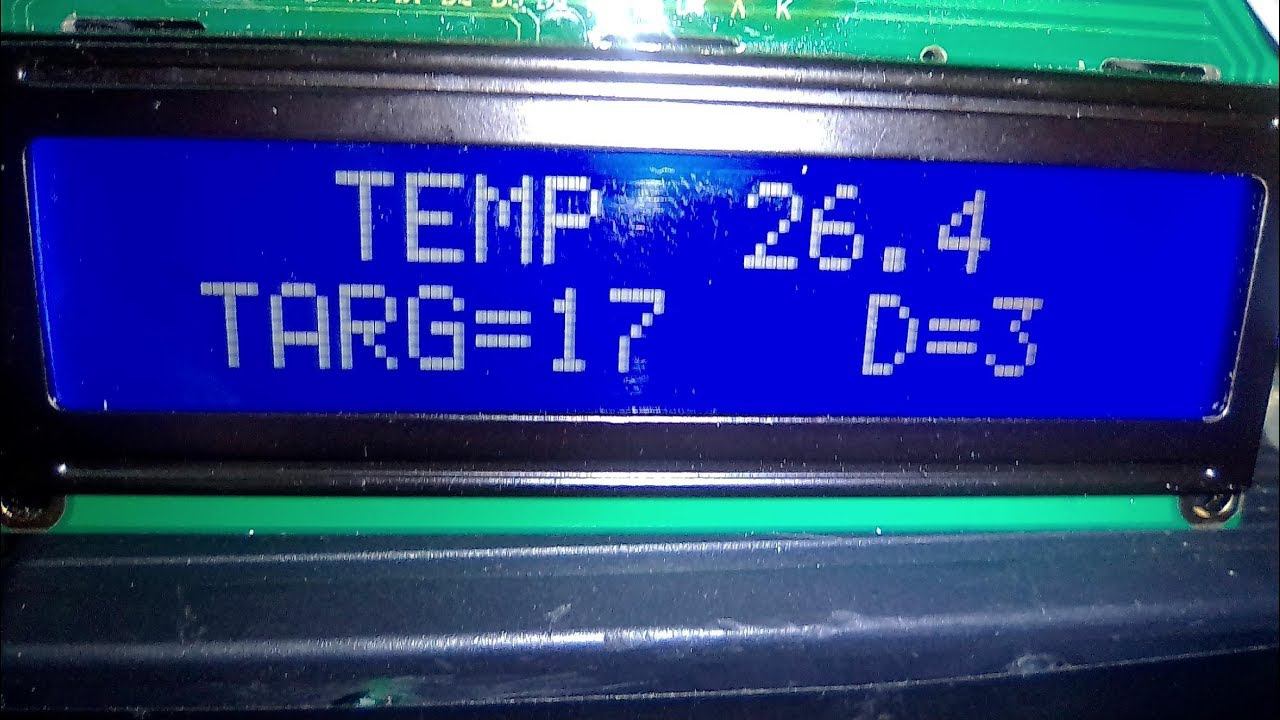 A K
TEMP 26.4
TARG=17 D=3